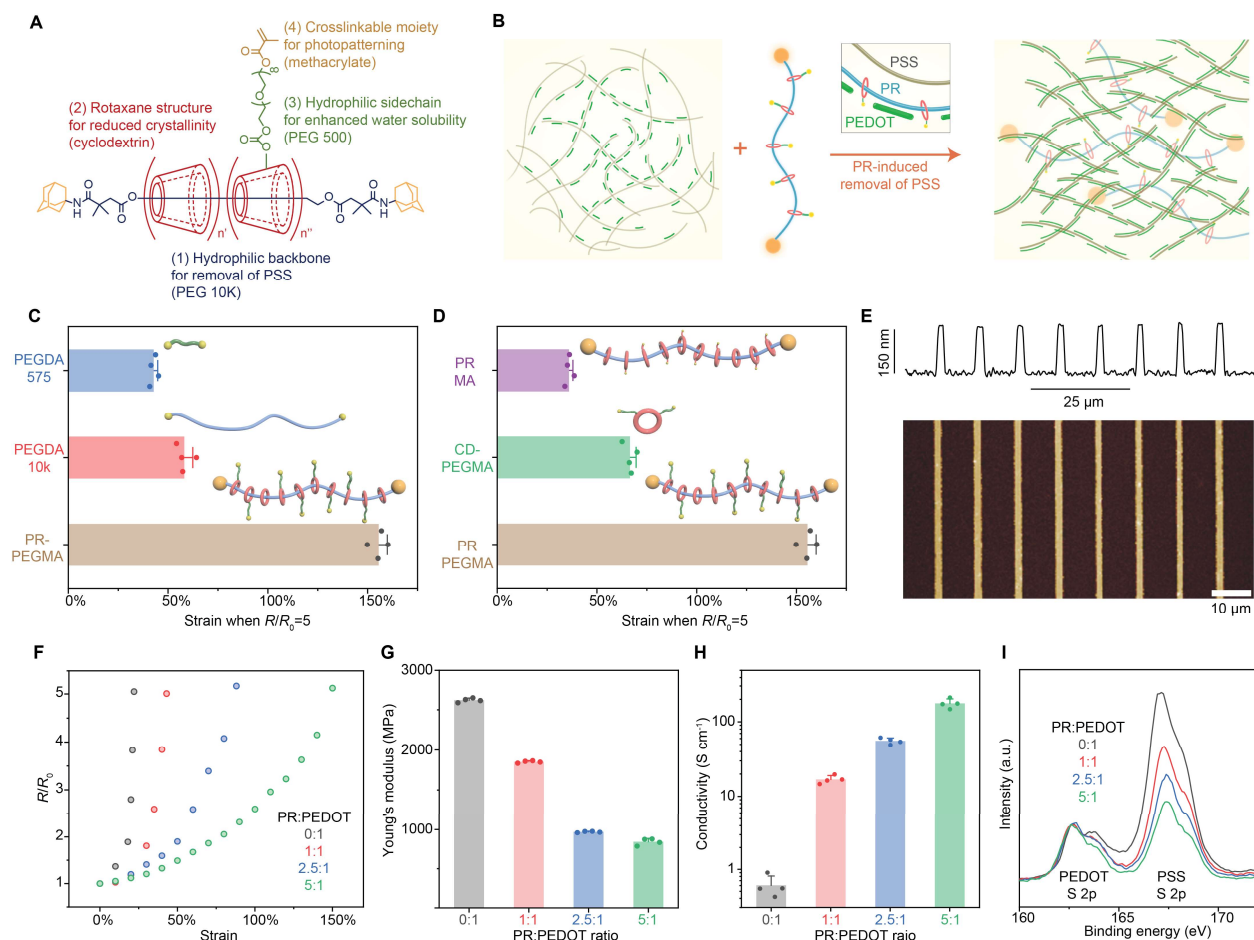 A
(4) Crosslinkable moiety
for photopatterning
(methacrylate)
O
O
8
O
(2) Rotaxane structure
for reduced crystallinity
(cyclodextrin)
(3) Hydrophilic sidechain
for enhanced water solubility
(PEG 500)
O
O
O
O
NH
O
O
O
O
O
O
NH
n'
n''
(1) Hydrophilic backbone
for removal of PSS
(PEG 10K)
B
PSS
PR
PEDOT
+
PR-induced
removal of PSS
C
PEGDA
575
PEGDA
10k
PR-
PEGMA
0%
50%
100%
150%
Strain when R/R0=5
D
PR
MA
CD-
PEGMA
PR
PEGMA
0%
50%
100%
150%
Strain when R/R0=5
E
150 nm
25 µm
10 µm
F
R/R0
5
4
3
2
1
PR:PEDOT
0:1
1:1
2.5:1
5:1
0%
50%
100%
150%
Strain
G
Young's modulus (MPa)
3000
2000
1000
0
0:1
1:1
2.5:1
5:1
PR:PEDOT ratio
H
Conductivity (S cm⁻¹)
100
10
1
0:1
1:1
2.5:1
5:1
PR:PEDOT raio
I
Intensity (a.u.)
PR:PEDOT
0:1
1:1
2.5:1
5:1
PEDOT
S 2p
PSS
S 2p
160
165
170
Binding energy (eV)